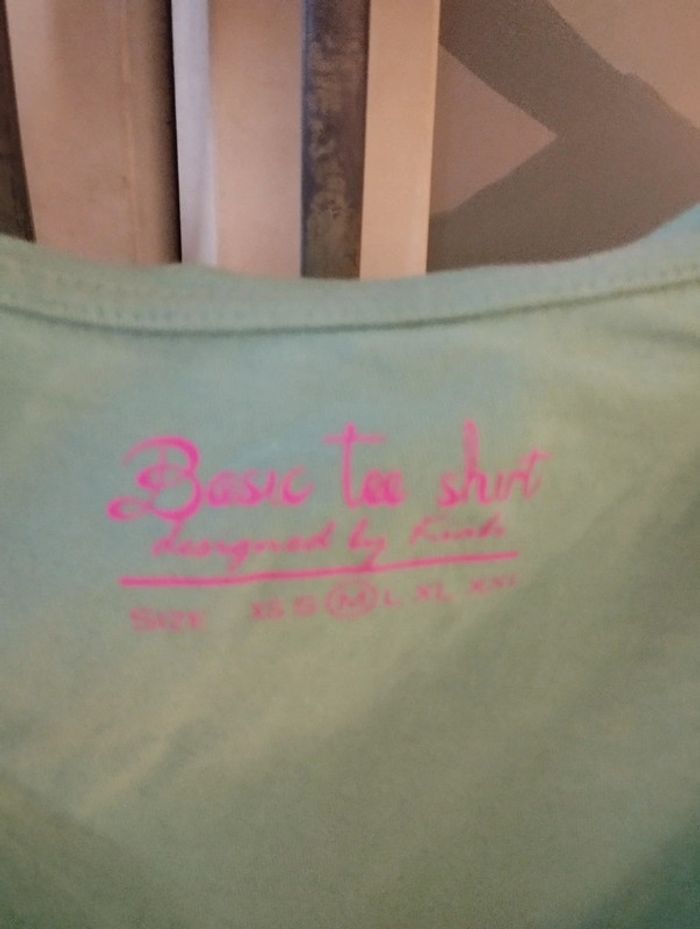 Basic tee shirt
designed by
SIZE XS S M L XL XXL